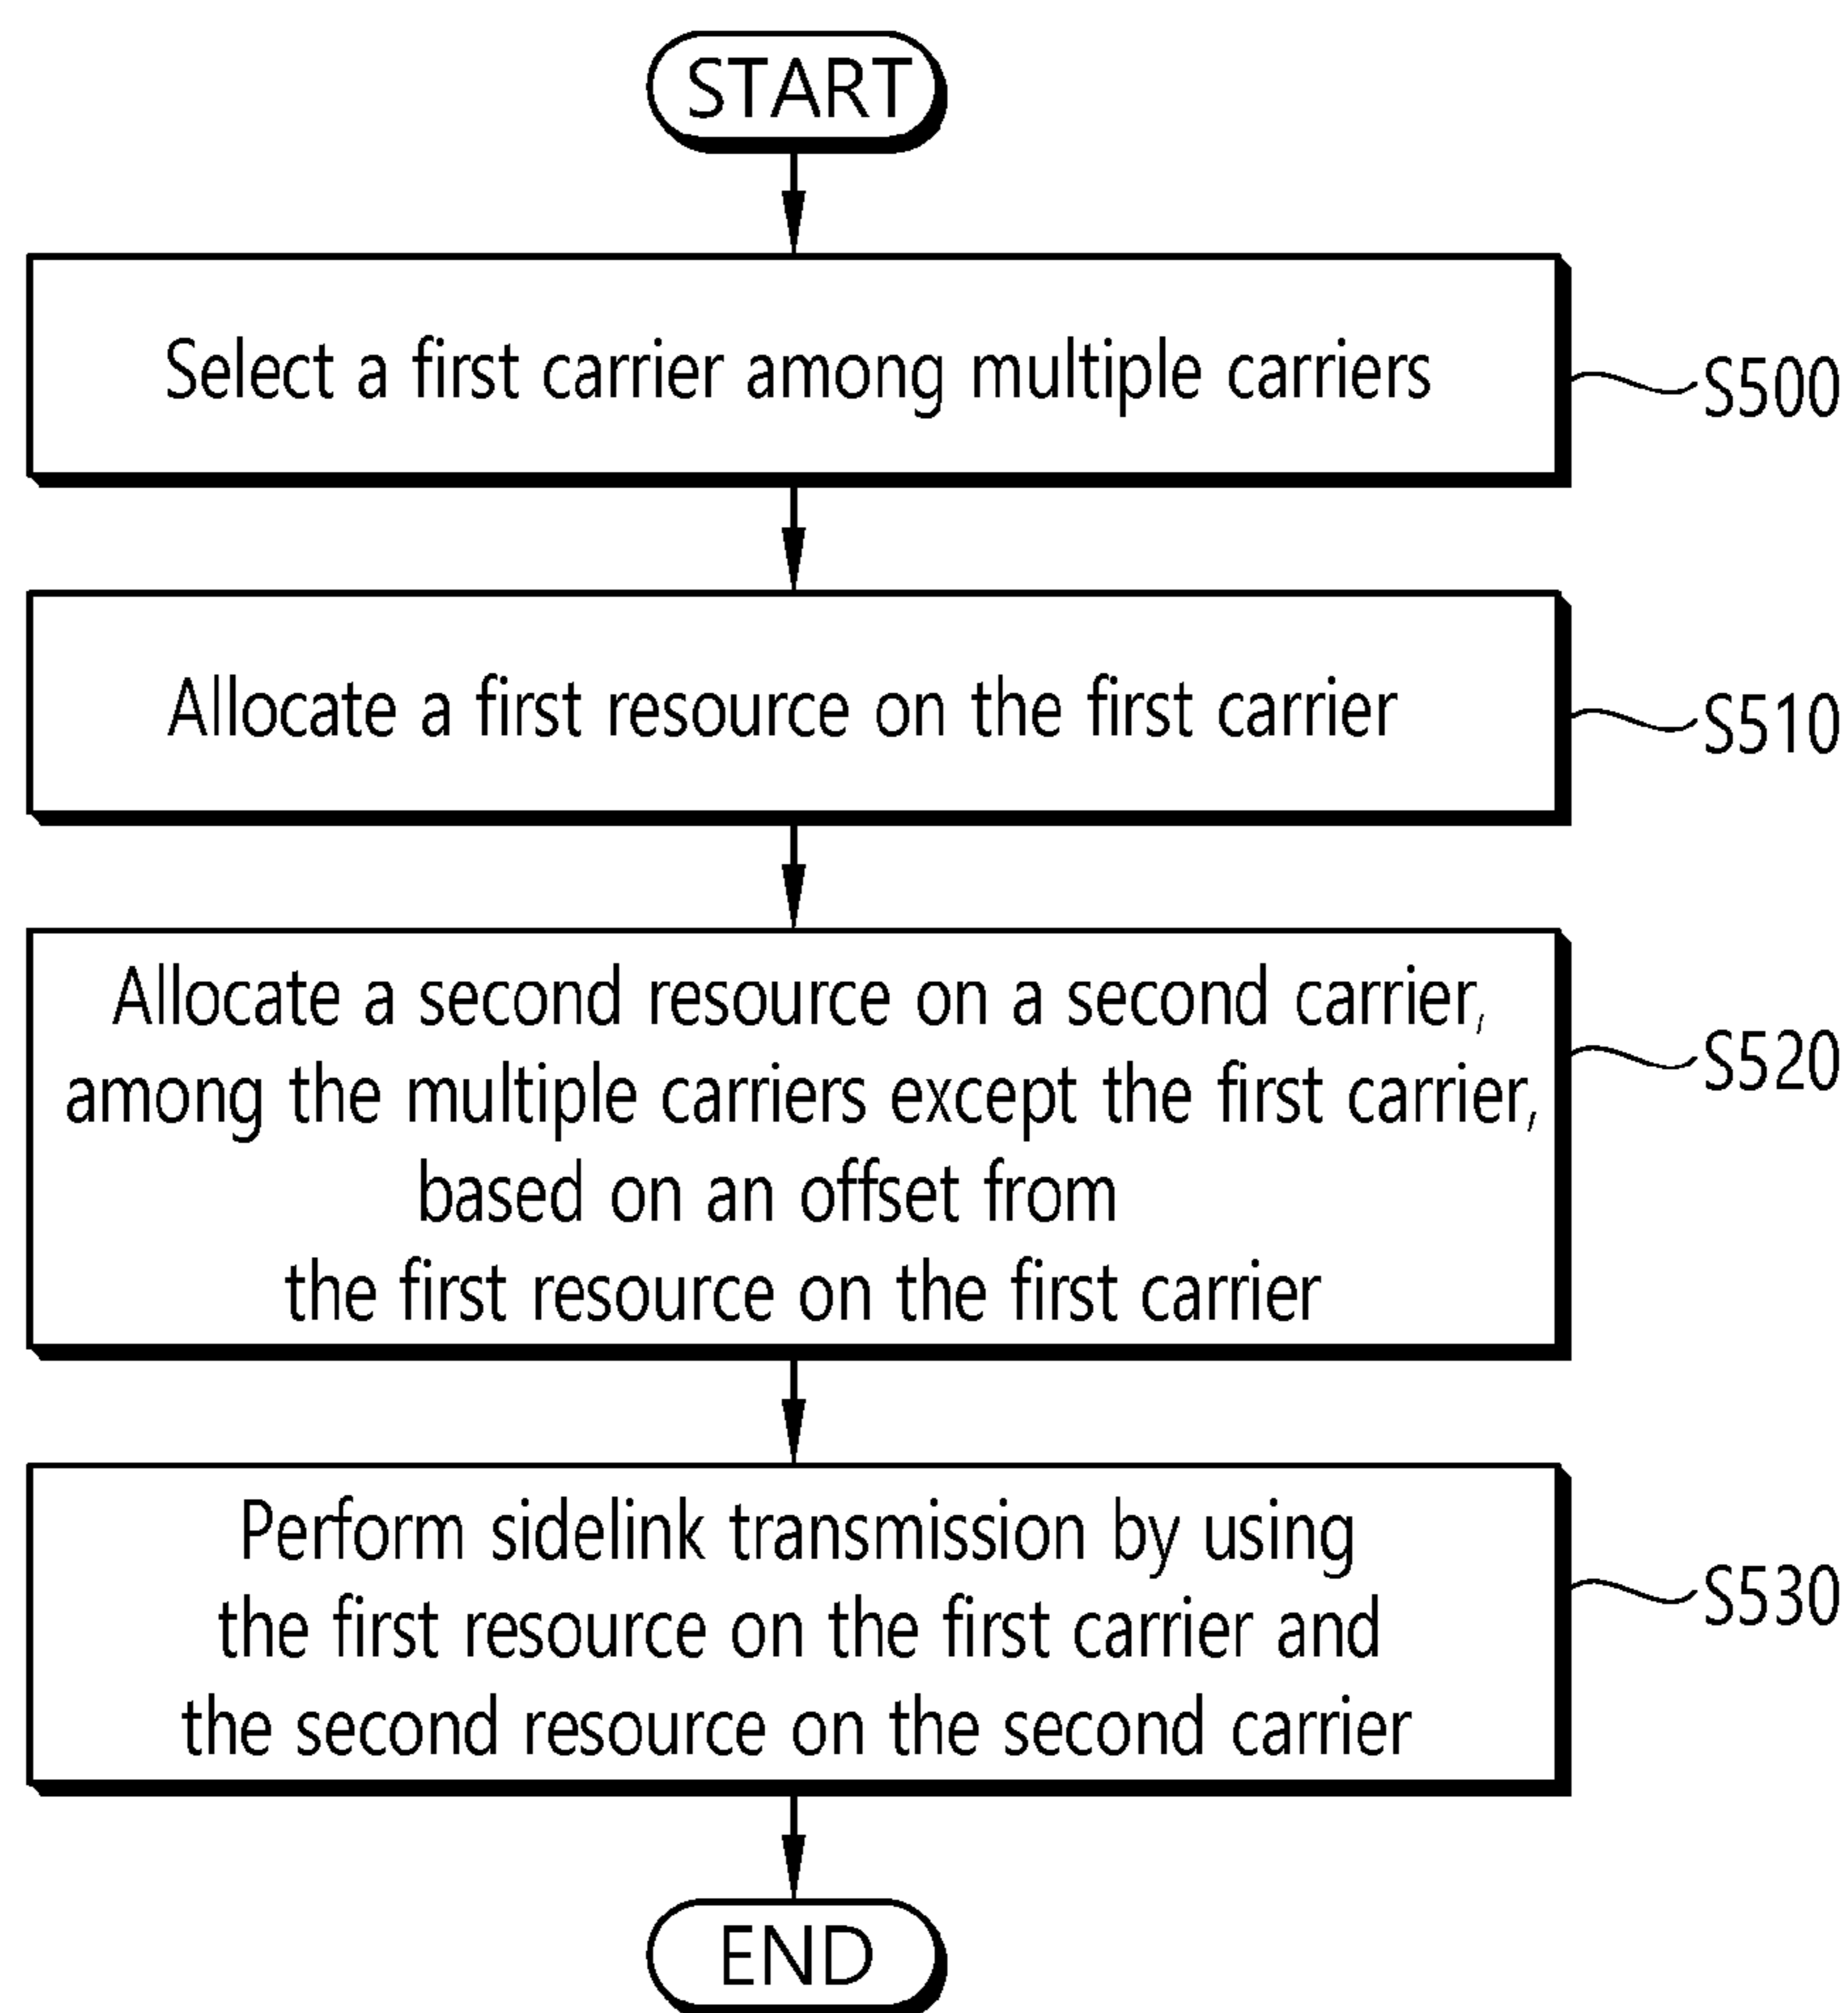 START
Select a first carrier among multiple carriers
S500
Allocate a first resource on the first carrier
S510
Allocate a second resource on a second carrier,
among the multiple carriers except the first carrier,
based on an offset from
the first resource on the first carrier
S520
Perform sidelink transmission by using
the first resource on the first carrier and
the second resource on the second carrier
S530
END